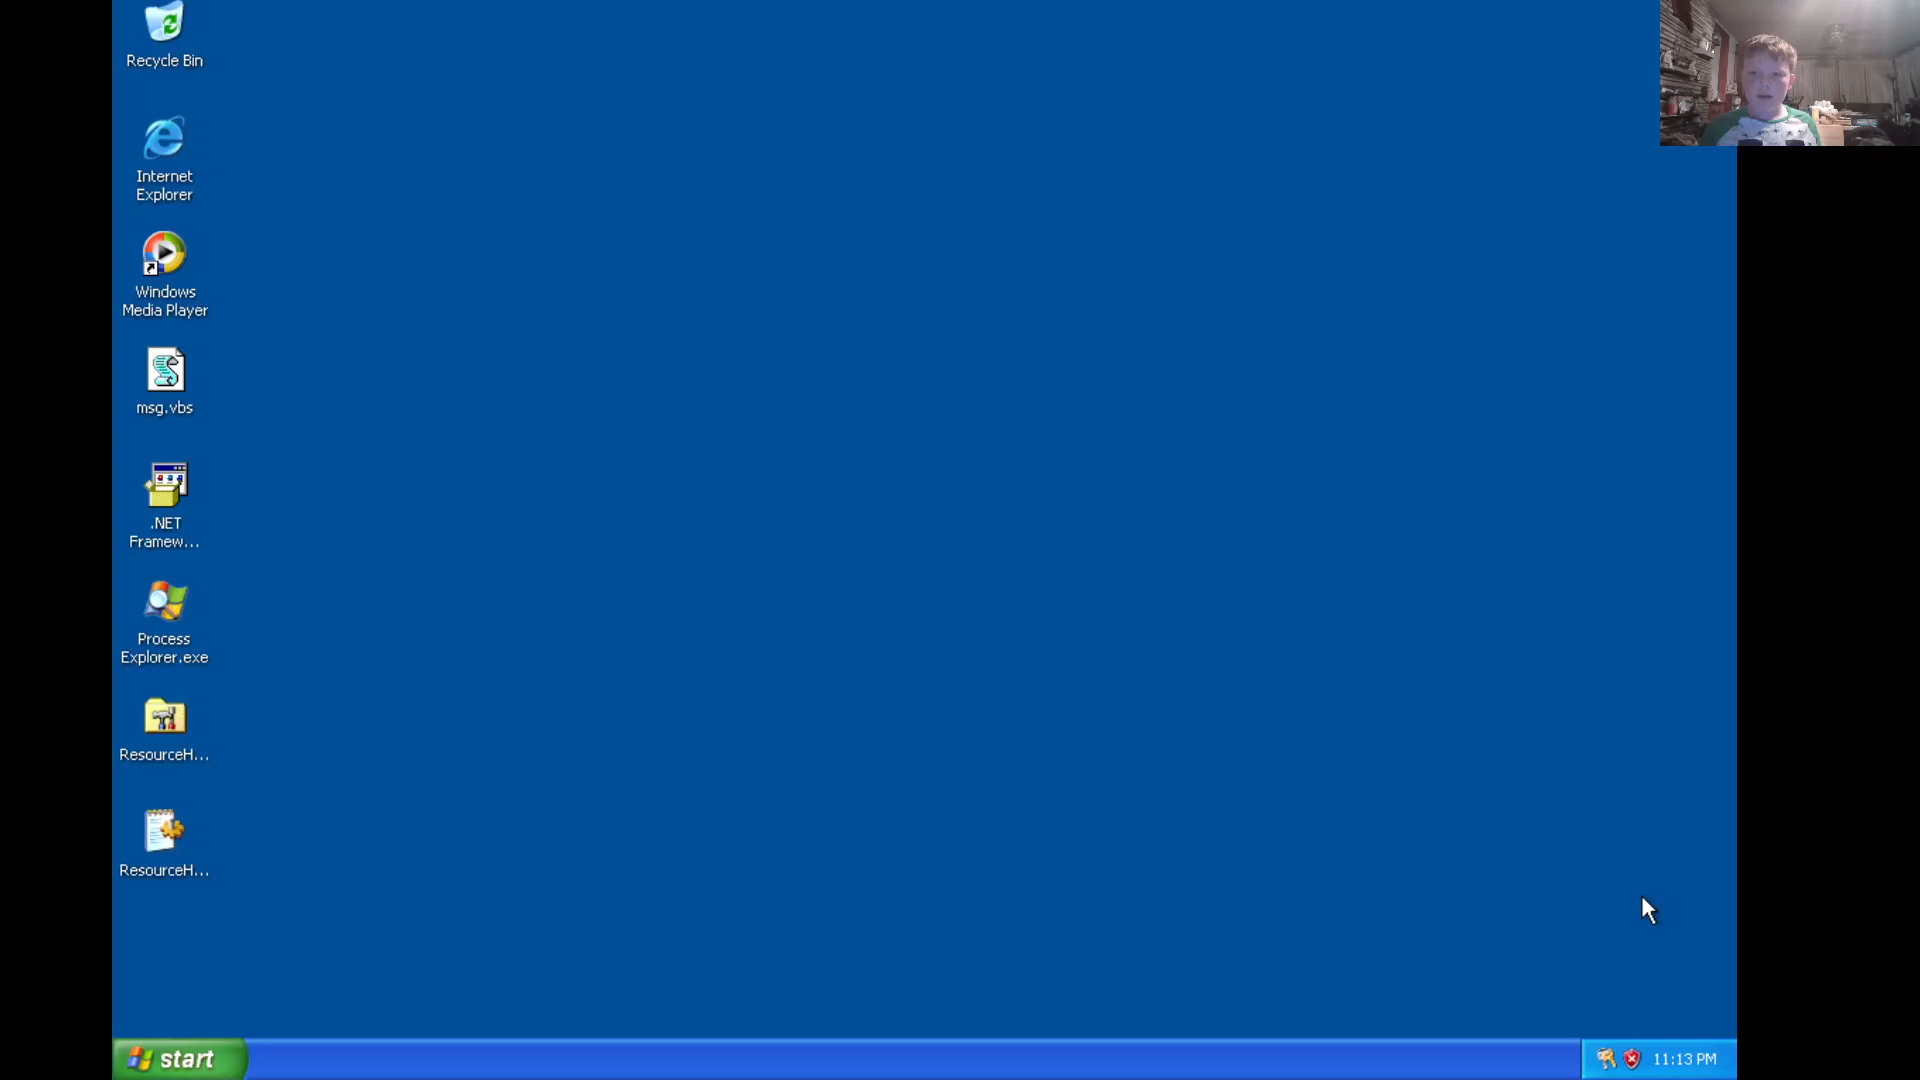 Recycle Bin
Internet
Explorer
Windows
Media Player
msg.vbs
.NET
Framew...
Process
Explorer.exe
ResourceH...
ResourceH...
start
11:13 PM